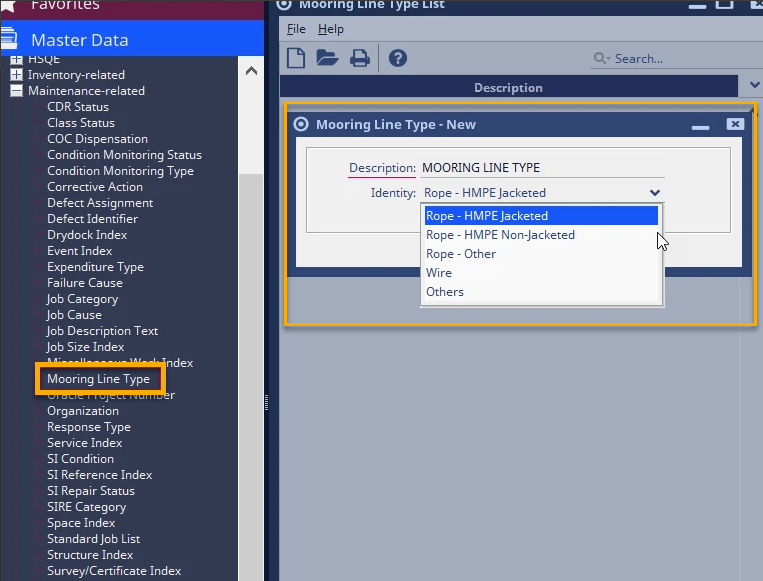 Favorites
Master Data
HSQE
Inventory-related
Maintenance-related
CDR Status
Class Status
COC Dispensation
Condition Monitoring Status
Condition Monitoring Type
Corrective Action
Defect Assignment
Defect Identifier
Drydock Index
Event Index
Expenditure Type
Failure Cause
Job Category
Job Cause
Job Description Text
Job Size Index
Miscellaneous Work Index
Mooring Line Type
Oracle Project Number
Organization
Response Type
Service Index
SI Condition
SI Reference Index
SI Repair Status
SIRE Category
Space Index
Standard Job List
Structure Index
Survey/Certificate Index
Mooring Line Type List
File Help
Search...
Description
Mooring Line Type - New
Description: MOORING LINE TYPE
Identity: Rope - HMPE Jacketed
Rope - HMPE Jacketed
Rope - HMPE Non-Jacketed
Rope - Other
Wire
Others